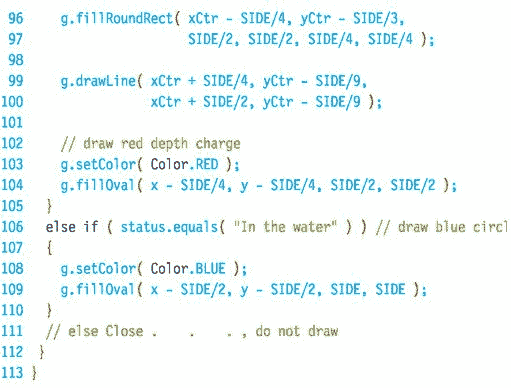 96 g.fillRoundRect( xCtr - SIDE/4, yCtr - SIDE/3,
97 SIDE/2, SIDE/2, SIDE/4, SIDE/4 );
98
99 g.drawLine( xCtr + SIDE/4, yCtr - SIDE/9,
100 xCtr + SIDE/2, yCtr - SIDE/9 );
101
102 // draw red depth charge
103 g.setColor( Color.RED );
104 g.fillOval( x - SIDE/4, y - SIDE/4, SIDE/2, SIDE/2 );
105 }
106 else if ( status.equals( "In the water" ) ) // draw blue circl
107 {
108 g.setColor( Color.BLUE );
109 g.fillOval( x - SIDE/2, y - SIDE/2, SIDE, SIDE );
110 }
111 // else Close . . . , do not draw
112 }
113 }